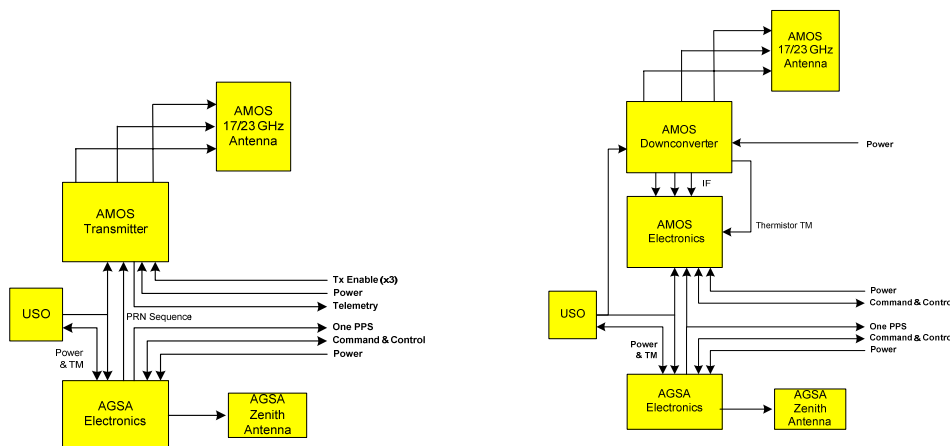 AMOS
17/23 GHz
Antenna
AMOS
Transmitter
Tx Enable (x3)
Power
Telemetry
USO
PRN Sequence
One PPS
Command & Control
Power
& TM
Power
AGSA
Electronics
AGSA
Zenith
Antenna
AMOS
17/23 GHz
Antenna
AMOS
Downconverter
Power
IF
AMOS
Electronics
Thermistor TM
Power
Command & Control
USO
One PPS
Command & Control
Power
& TM
Power
AGSA
Electronics
AGSA
Zenith
Antenna